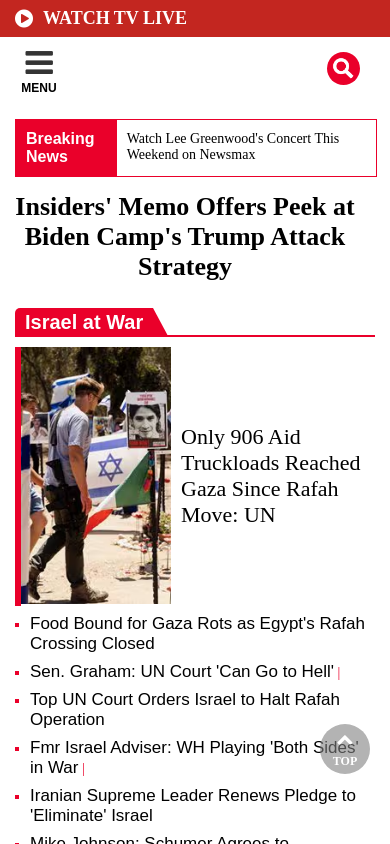 WATCH TV LIVE
MENU
Breaking
News
Watch Lee Greenwood's Concert This
Weekend on Newsmax
Insiders' Memo Offers Peek at
Biden Camp's Trump Attack
Strategy
Israel at War
Only 906 Aid
Truckloads Reached
Gaza Since Rafah
Move: UN
Food Bound for Gaza Rots as Egypt's Rafah
Crossing Closed
Sen. Graham: UN Court 'Can Go to Hell' |
Top UN Court Orders Israel to Halt Rafah
Operation
Fmr Israel Adviser: WH Playing 'Both Sides'
in War |
TOP
Iranian Supreme Leader Renews Pledge to
'Eliminate' Israel
Mike Johnson: Schumer Agrees to